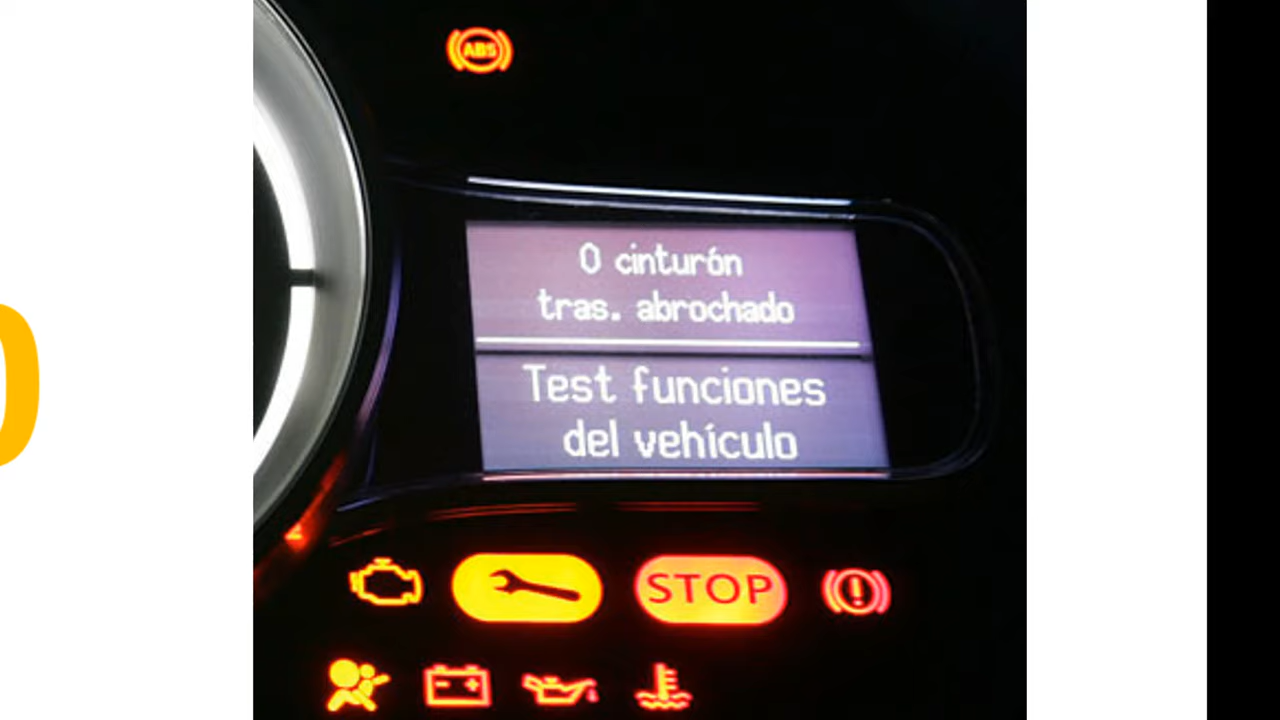 ABS
0 cinturón
tras. abrochado
Test funciones
del vehículo
STOP